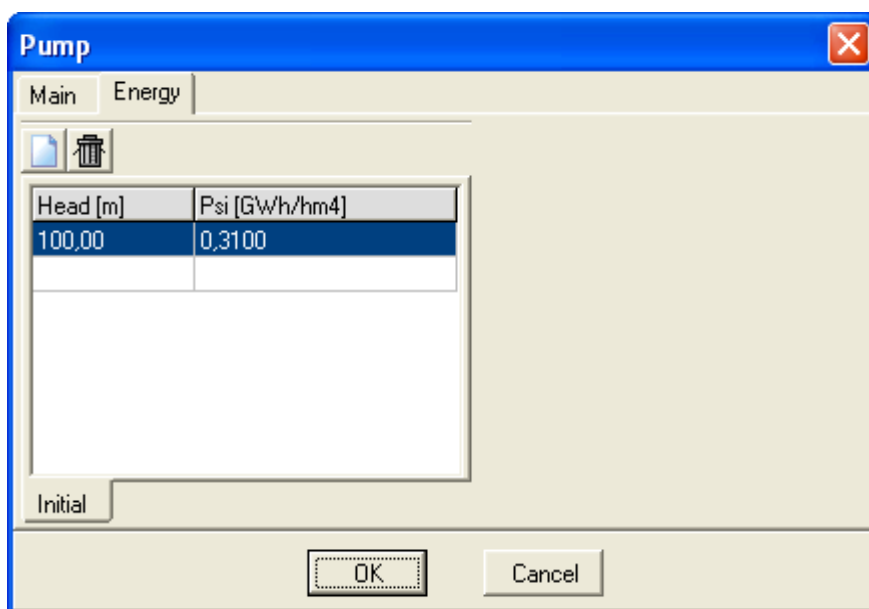 Pump
Main Energy
Head [m] Psi [GWh/hm4]
100,00 0,3100
Initial
OK Cancel